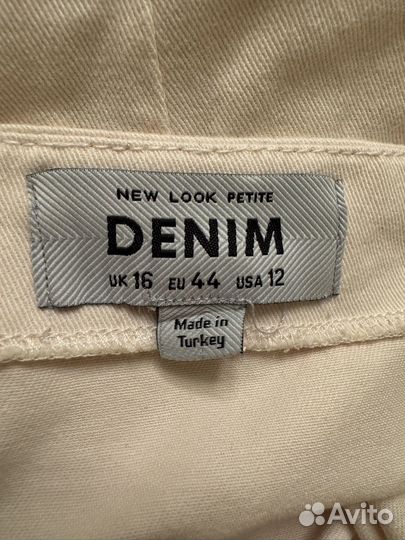 NEW LOOK PETITE
DENIM
UK 16 EU 44 USA 12
Made in
Turkey
Avito